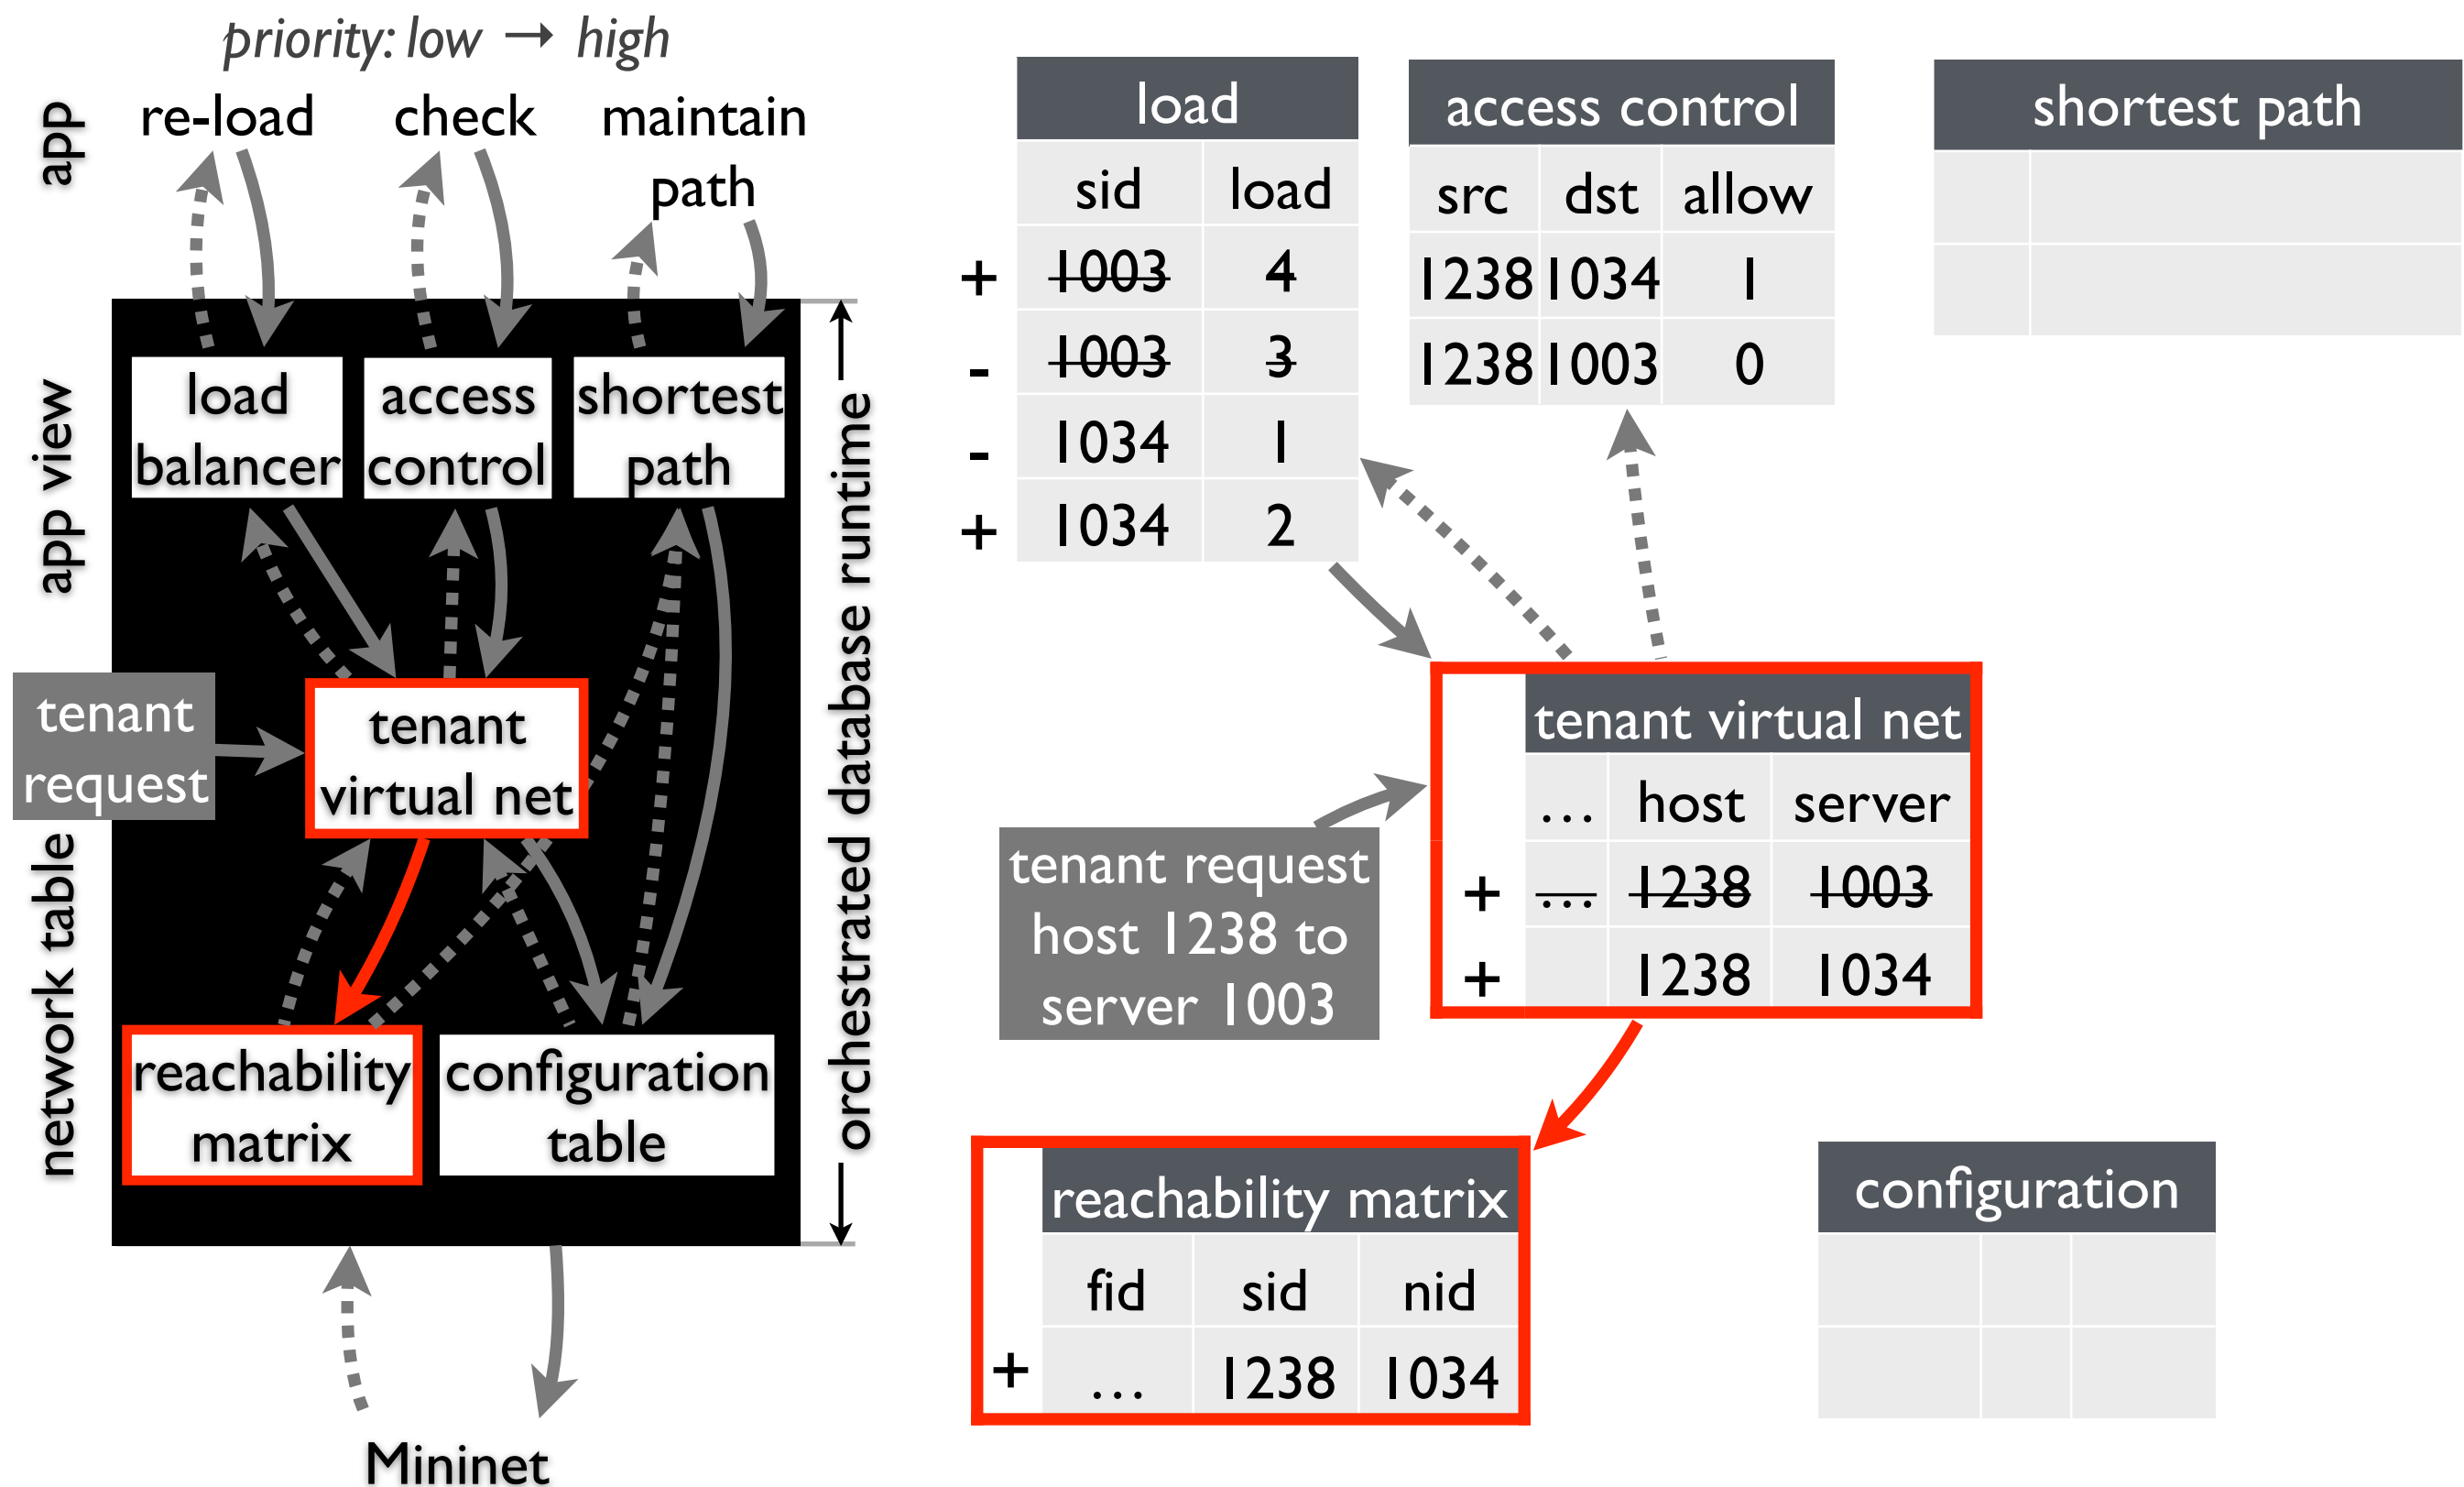 priority: low → high
app
re-load
check
maintain
path
app view
load
balancer
access
control
shortest
path
tenant
request
tenant
virtual net
network table
reachability
matrix
configuration
table
orchestrated database runtime
Mininet
load
sid load
+ 1003 4
- 1003 3
- 1034 1
+ 1034 2
access control
src dst allow
1238 1034 1
1238 1003 0
shortest path
tenant request
host 1238 to
server 1003
tenant virtual net
... host server
+ ... 1238 1003
+ 1238 1034
reachability matrix
fid sid nid
+ ... 1238 1034
configuration